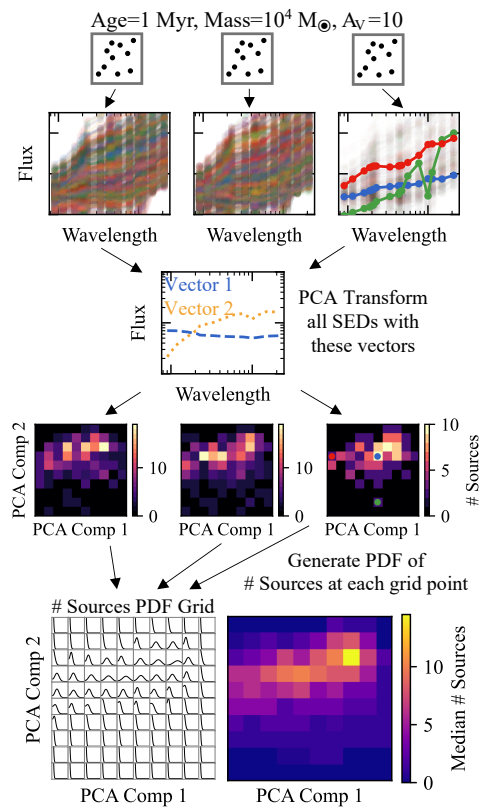 Age=1 Myr, Mass=10⁴ M☉, A_V=10
Flux
Wavelength
Wavelength
Wavelength
Vector 1
Vector 2
Flux
Wavelength
PCA Transform
all SEDs with
these vectors
PCA Comp 2
10
0
10
0
10
5
0
# Sources
PCA Comp 1
PCA Comp 1
PCA Comp 1
Generate PDF of
# Sources at each grid point
# Sources PDF Grid
PCA Comp 2
PCA Comp 1
PCA Comp 1
10
5
0
Median # Sources